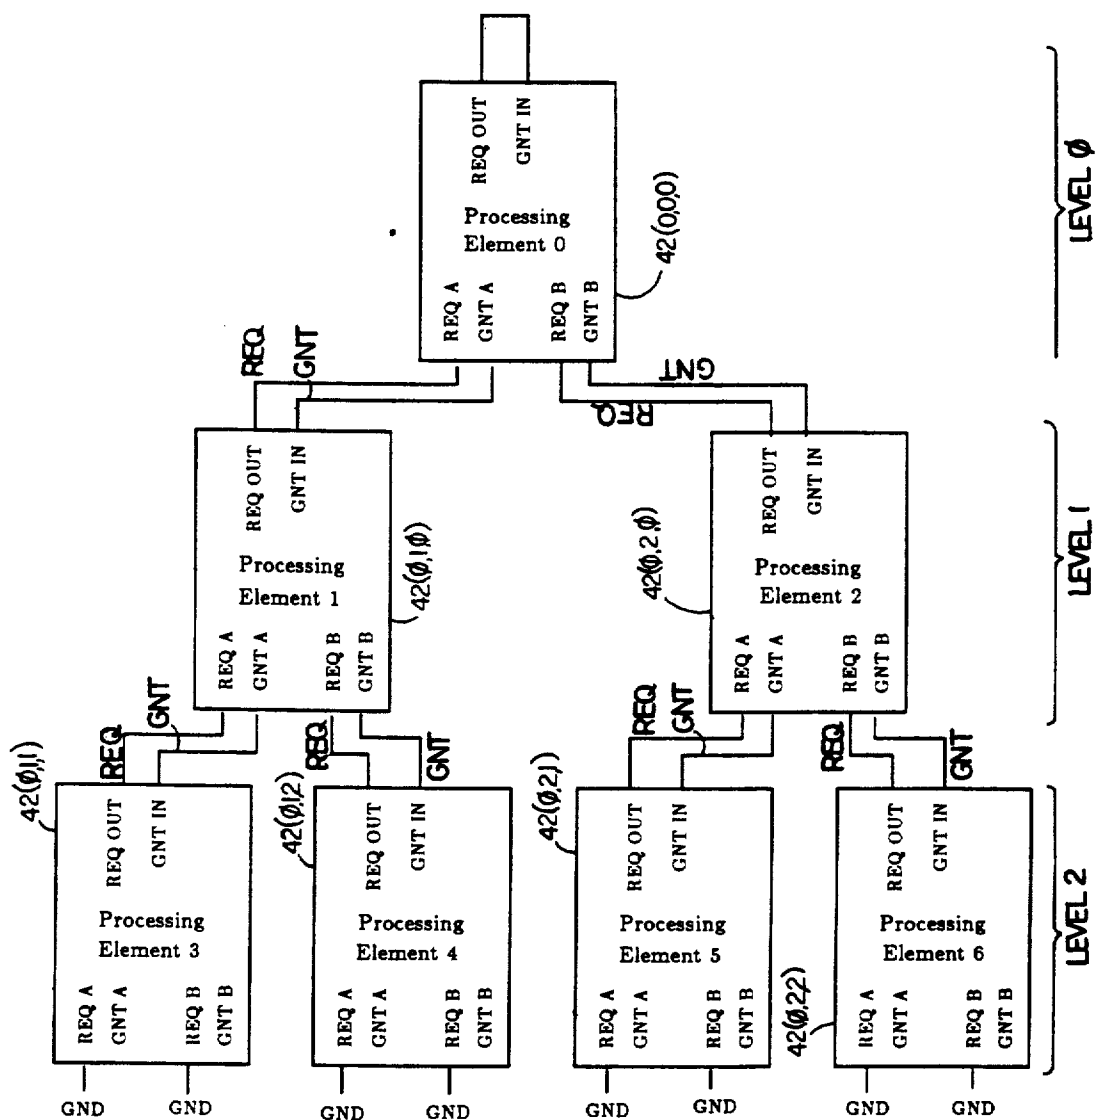 REQ OUT
GNT IN
Processing
Element 0
REQ A
GNT A
REQ B
GNT B
42(0,0,0)
LEVEL Ø
REQ
GNT
REQ
GNT
REQ OUT
GNT IN
Processing
Element 1
REQ A
GNT A
REQ B
GNT B
42(Ø,1,Ø)
REQ OUT
GNT IN
Processing
Element 2
REQ A
GNT A
REQ B
GNT B
42(Ø,2,Ø)
LEVEL 1
REQ
GNT
REQ
GNT
REQ
GNT
REQ
GNT
42(Ø,1,1)
REQ OUT
GNT IN
Processing
Element 3
REQ A
GNT A
REQ B
GNT B
42(Ø,1,2)
REQ OUT
GNT IN
Processing
Element 4
REQ A
GNT A
REQ B
GNT B
42(Ø,2,1)
REQ OUT
GNT IN
Processing
Element 5
REQ A
GNT A
REQ B
GNT B
42(Ø,2,2)
REQ OUT
GNT IN
Processing
Element 6
REQ A
GNT A
REQ B
GNT B
LEVEL 2
GND
GND
GND
GND
GND
GND
GND
GND